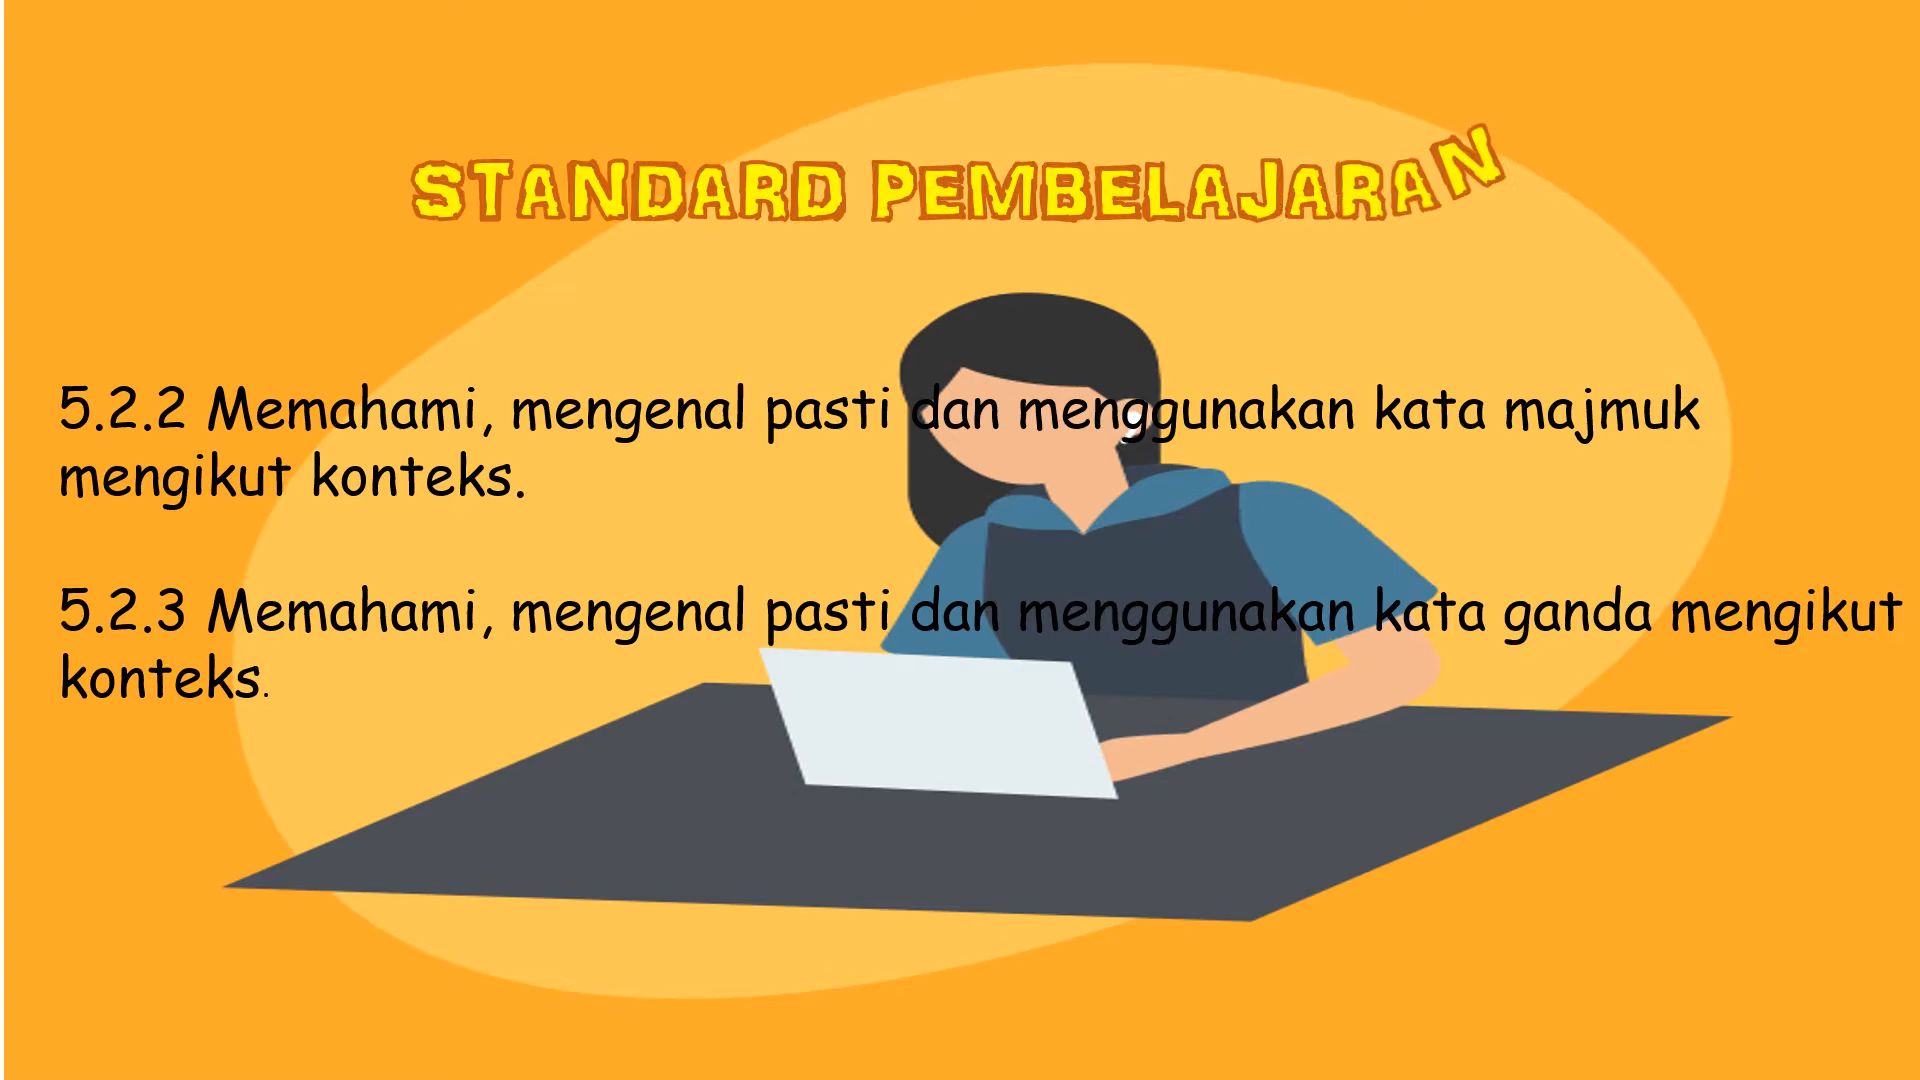 STANDARD PEMBELAJARAN
5.2.2 Memahami, mengenal pasti dan menggunakan kata majmuk
mengikut konteks.
5.2.3 Memahami, mengenal pasti dan menggunakan kata ganda mengikut
konteks.